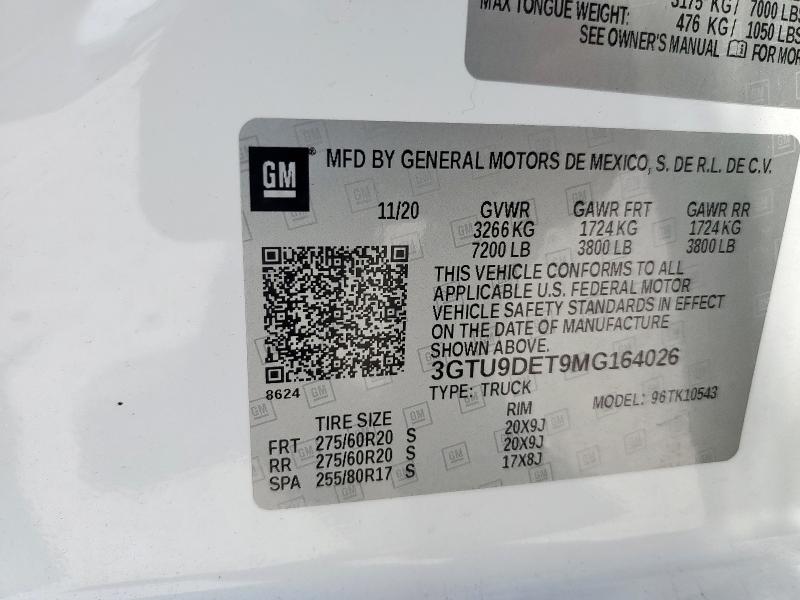 3175 KG / 7000 LBS
MAX TONGUE WEIGHT: 476 KG / 1050 LBS
SEE OWNER'S MANUAL FOR MOR
GM ® MFD BY GENERAL MOTORS DE MEXICO, S. DE R.L. DE C.V.
11/20 GVWR GAWR FRT GAWR RR
3266 KG 1724 KG 1724 KG
7200 LB 3800 LB 3800 LB
THIS VEHICLE CONFORMS TO ALL
APPLICABLE U.S. FEDERAL MOTOR
VEHICLE SAFETY STANDARDS IN EFFECT
ON THE DATE OF MANUFACTURE
SHOWN ABOVE.
3GTU9DET9MG164026
8624
TYPE: TRUCK MODEL: 96TK10543
TIRE SIZE RIM
FRT 275/60R20 S 20X9J
RR 275/60R20 S 20X9J
SPA 255/80R17 S 17X8J